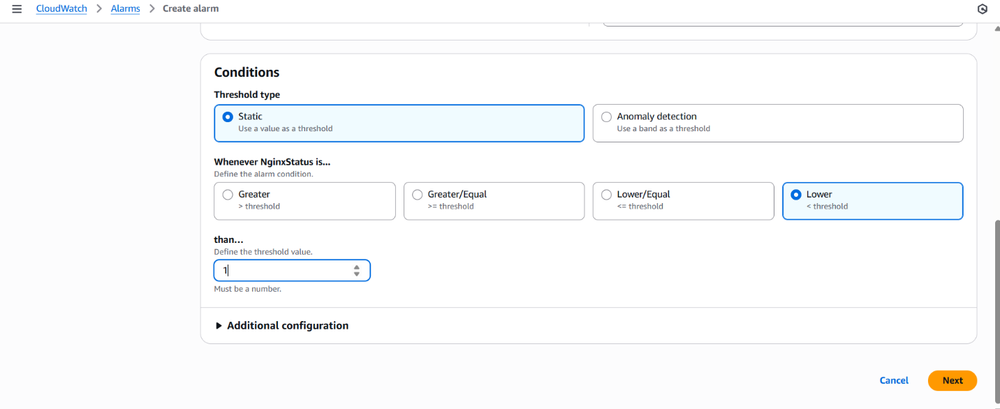 CloudWatch > Alarms > Create alarm
Conditions
Threshold type
Static
Use a value as a threshold
Anomaly detection
Use a band as a threshold
Whenever NginxStatus is...
Define the alarm condition.
Greater
> threshold
Greater/Equal
>= threshold
Lower/Equal
<= threshold
Lower
< threshold
than...
Define the threshold value.
1
Must be a number.
Additional configuration
Cancel
Next